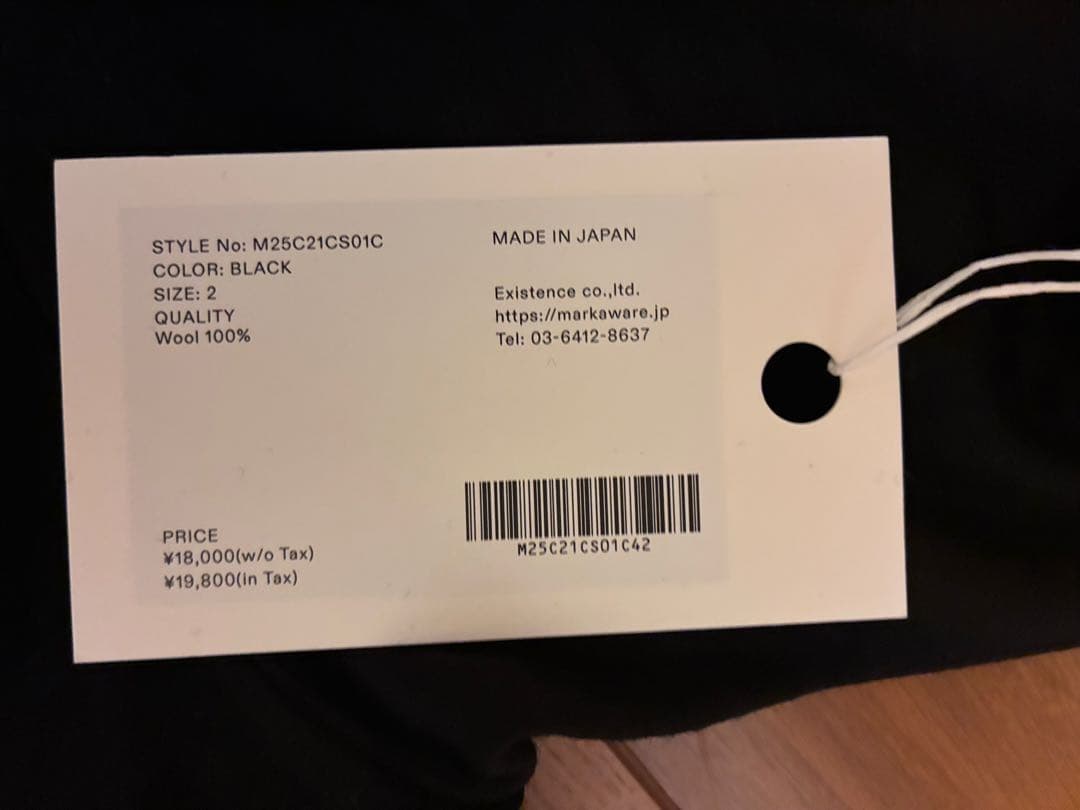 STYLE No: M25C21CS01C
COLOR: BLACK
SIZE: 2
QUALITY
Wool 100%
MADE IN JAPAN
Existence co.,ltd.
https://markaware.jp
Tel: 03-6412-8637
PRICE
¥18,000(w/o Tax)
¥19,800(in Tax)
M25C21CS01C42